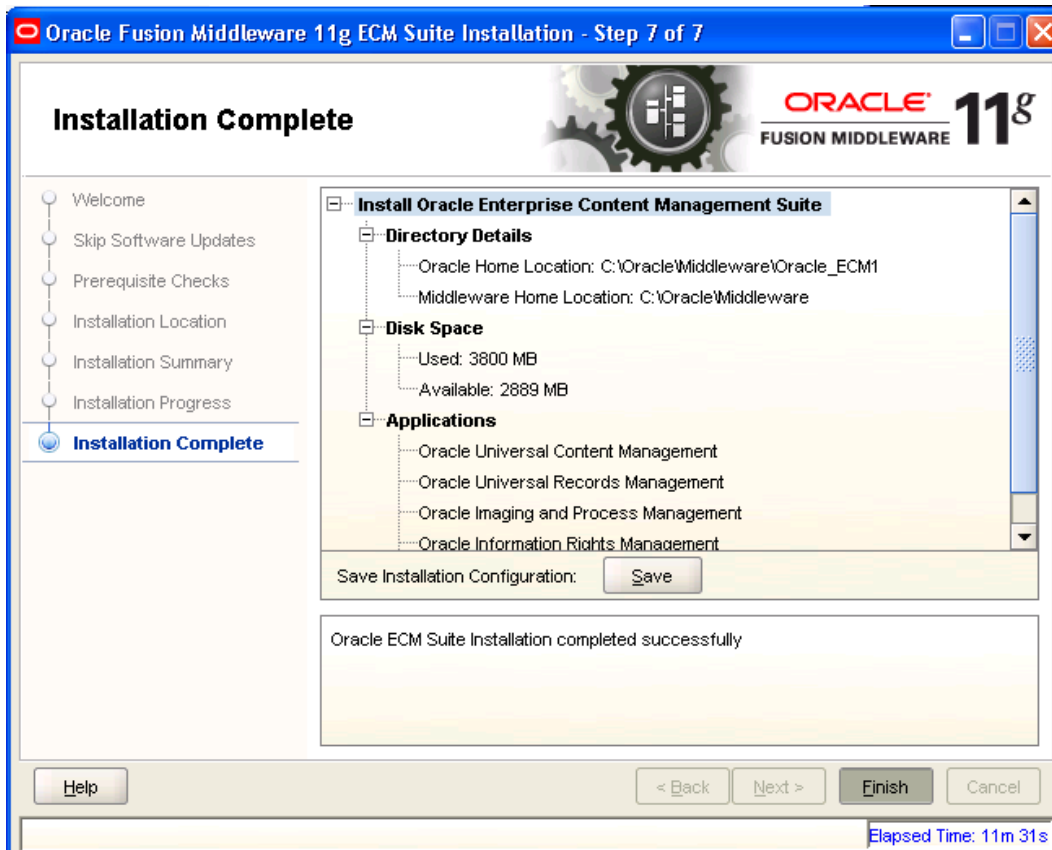 Oracle Fusion Middleware 11g ECM Suite Installation - Step 7 of 7
Installation Complete
ORACLE
FUSION MIDDLEWARE
11g
Welcome
Skip Software Updates
Prerequisite Checks
Installation Location
Installation Summary
Installation Progress
Installation Complete
Install Oracle Enterprise Content Management Suite
Directory Details
Oracle Home Location: C:\Oracle\Middleware\Oracle_ECM1
Middleware Home Location: C:\Oracle\Middleware
Disk Space
Used: 3800 MB
Available: 2889 MB
Applications
Oracle Universal Content Management
Oracle Universal Records Management
Oracle Imaging and Process Management
Oracle Information Rights Management
Save Installation Configuration:
Save
Oracle ECM Suite Installation completed successfully
Help
< Back
Next >
Finish
Cancel
Elapsed Time: 11m 31s